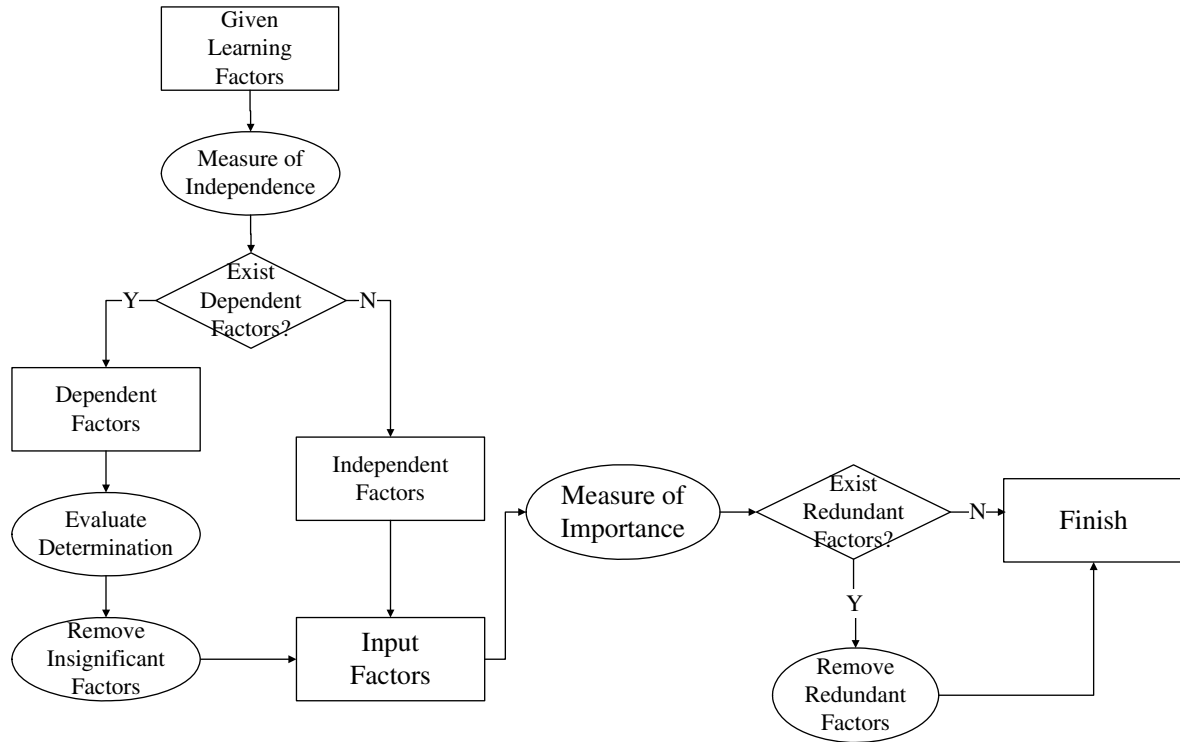 Given
Learning
Factors
Measure of
Independence
Exist
Dependent
Factors?
Y
N
Dependent
Factors
Independent
Factors
Evaluate
Determination
Remove
Insignificant
Factors
Input
Factors
Measure of
Importance
Exist
Redundant
Factors?
N
Finish
Y
Remove
Redundant
Factors